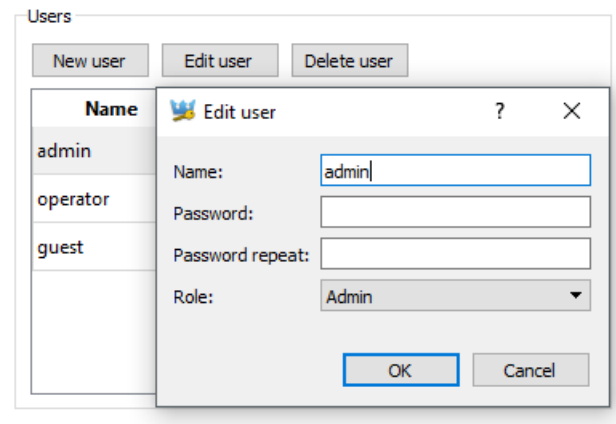 Users
New user Edit user Delete user
Name
admin
operator
guest
Edit user ? X
Name: admin
Password:
Password repeat:
Role: Admin
OK Cancel